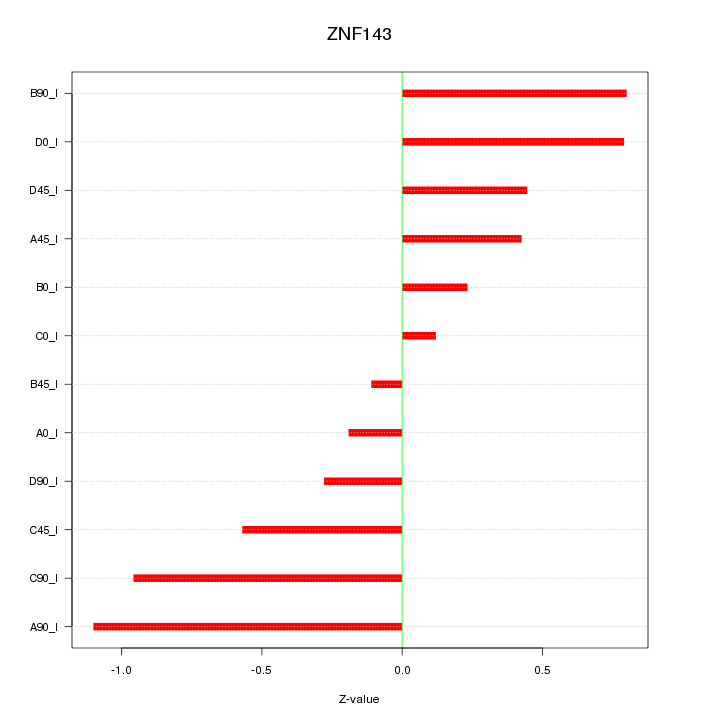 ZNF143
B90_I
D0_I
D45_I
A45_I
B0_I
C0_I
B45_I
A0_I
D90_I
C45_I
C90_I
A90_I
-1.0 -0.5 0.0 0.5
Z-value